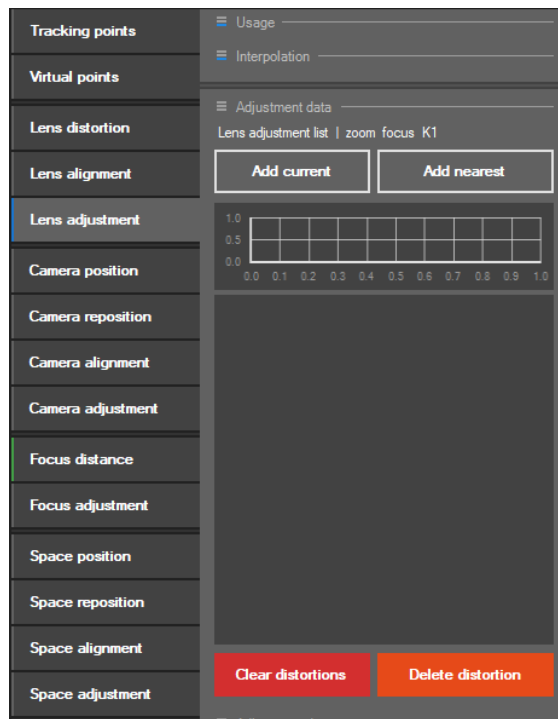 Tracking points
Virtual points
Lens distortion
Lens alignment
Lens adjustment
Camera position
Camera reposition
Camera alignment
Camera adjustment
Focus distance
Focus adjustment
Space position
Space reposition
Space alignment
Space adjustment
Usage
Interpolation
Adjustment data
Lens adjustment list | zoom focus K1
Add current Add nearest
1.0
0.5
0.0
0.0 0.1 0.2 0.3 0.4 0.5 0.6 0.7 0.8 0.9 1.0
Clear distortions Delete distortion